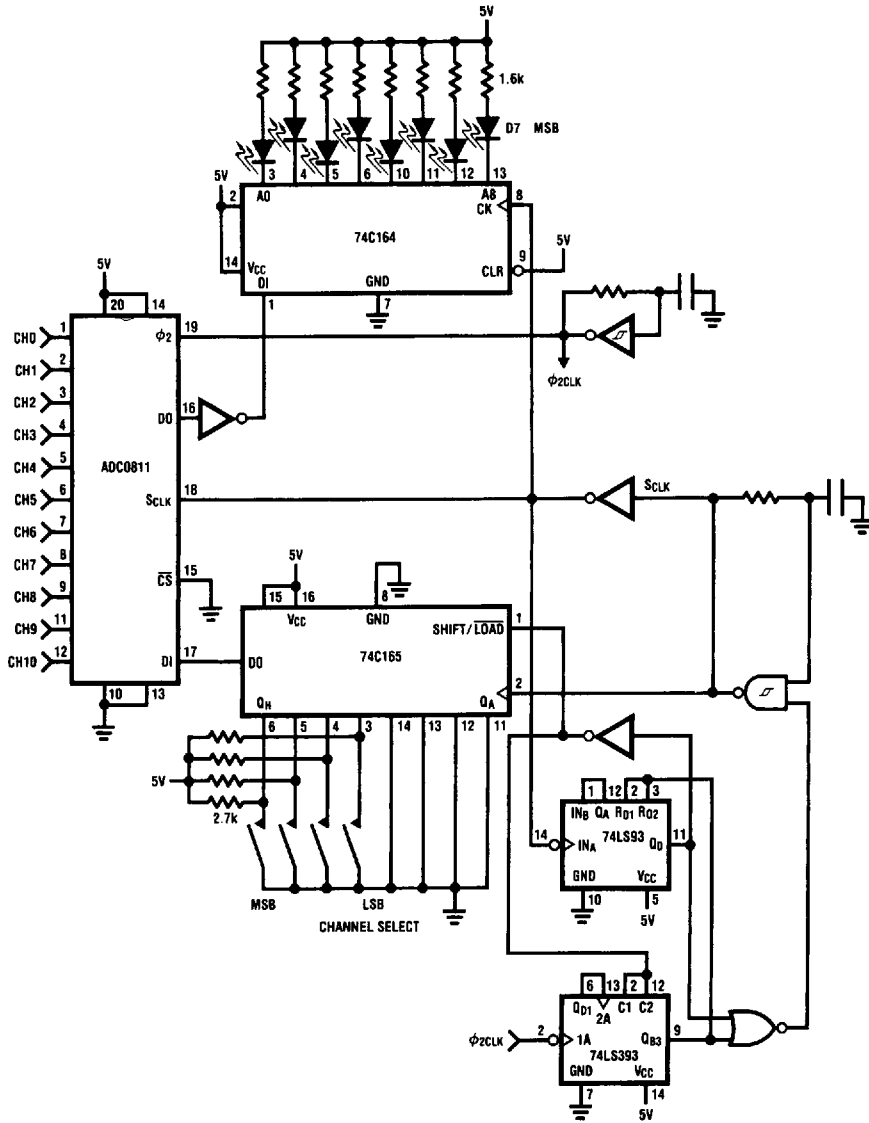 5V
1.6k
D7 MSB
3 4 5 6 10 11 12 13
5V
2
A0
A8
CK
8
74C164
5V
14
VCC
DI
GND
CLR
9
1
7
5V
20 14
CH0 1
CH1 2
CH2 3
CH3 4
CH4 5
CH5 6
CH6 7
CH7 8
CH8 9
CH9 11
CH10 12
ADC0811
ϕ2 19
DO 16
SCLK 18
CS 15
DI 17
10 13
ϕ2CLK
SCLK
5V
15 16
VCC
8
GND
SHIFT/LOAD 1
74C165
DO
QH
QA
2
6 5 4 3 14 13 12 11
5V
2.7k
MSB
LSB
CHANNEL SELECT
1 12 2 3
INB QA R01 R02
74LS93
14
INA
QD 11
GND
VCC
10
5
5V
6 13 2 12
QD1 2A C1 C2
ϕ2CLK
2
1A
QB3 9
74LS393
GND
VCC
7
14
5V